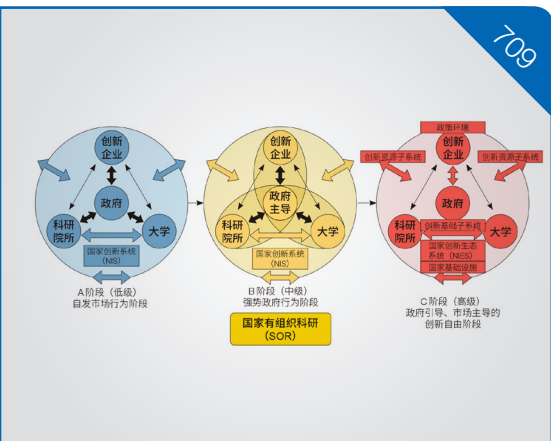 709
创新
企业
政府
科研
院所
大学
国家创新系统
(NIS)
A阶段（低级）
自发市场行为阶段
创新
企业
政府
主导
科研
院所
大学
国家创新系统
(NIS)
B阶段（中级）
强势政府行为阶段
国家有组织科研
(SOR)
政策环境
创新
企业
创新资源子系统
创新资源子系统
政府
科研
院所
创新基础子系统
大学
国家创新生态
系统（NIES）
国家基础设施
C阶段（高级）
政府引导、市场主导的
创新自由阶段